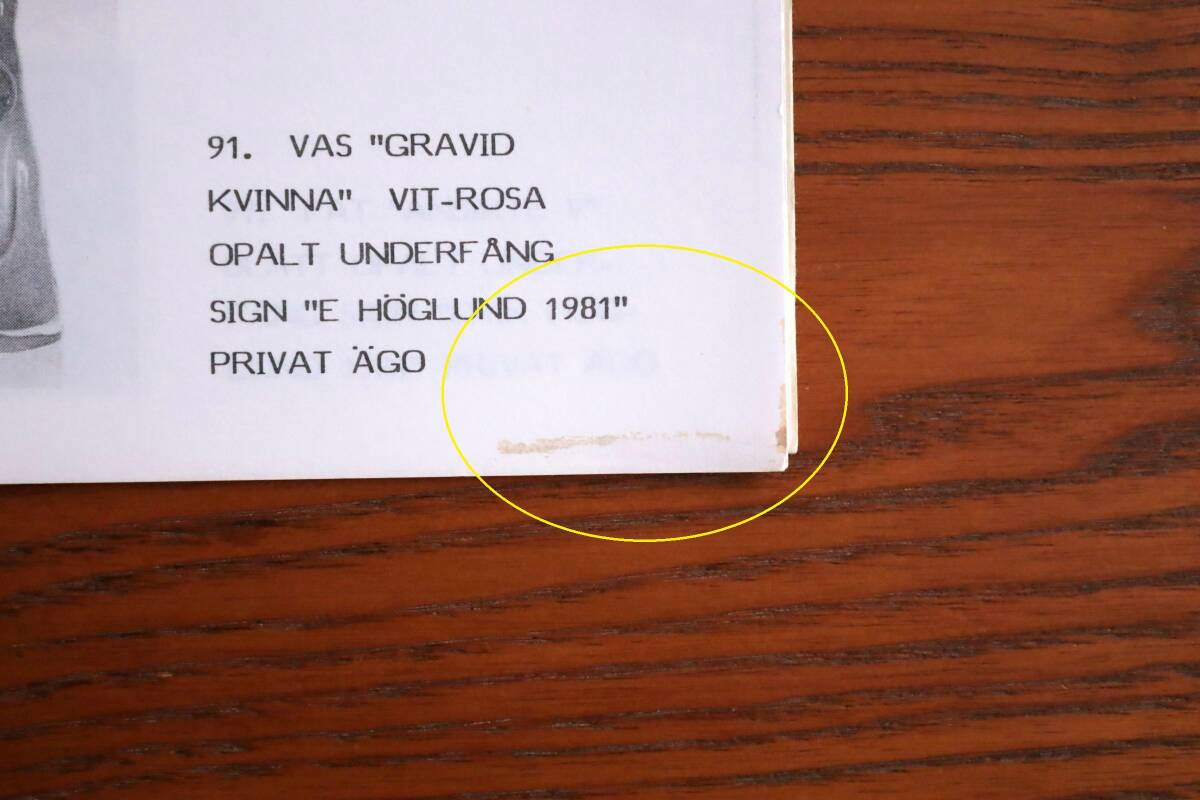 91. VAS "GRAVID
KVINNA" VIT-ROSA
OPALT UNDERFÅNG
SIGN "E HÖGLUND 1981"
PRIVAT ÄGO